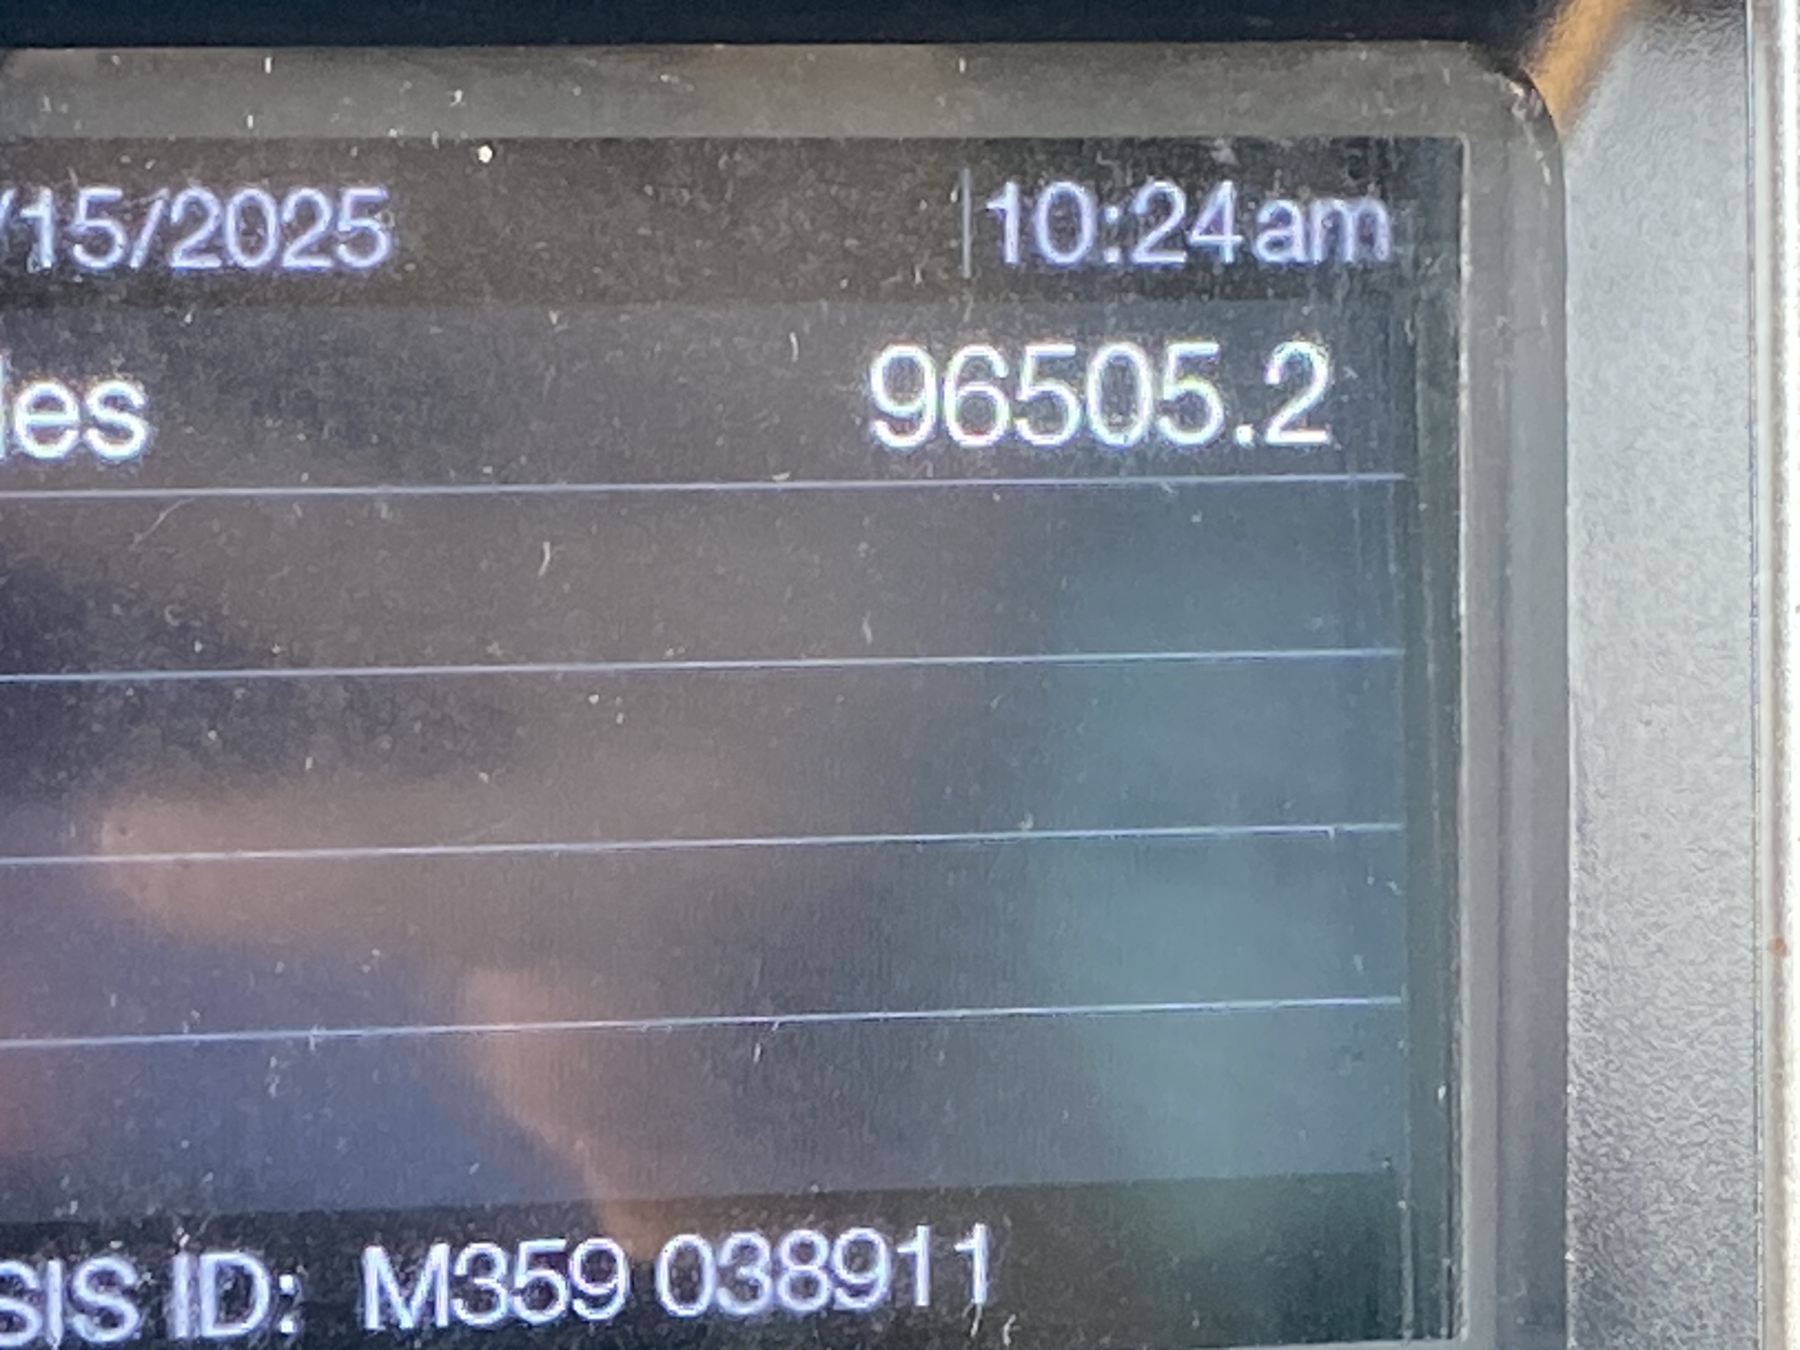 /15/2025 10:24am
les 96505.2
SIS ID: M359 038911